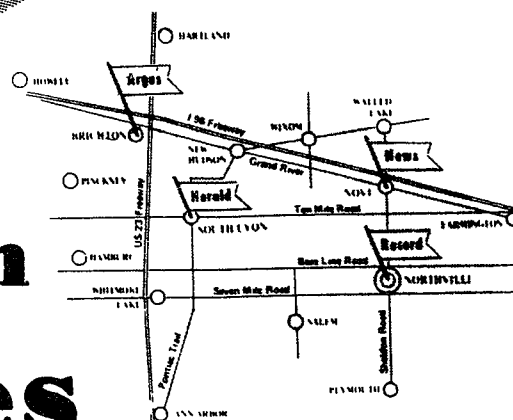 HARTLAND
HOWELL
Argus
I-96 Freeway
WIXOM
WALLED
LAKE
BRIGHTON
NEW
HUDSON
Grand River
News
NOVI
PINCKNEY
Herald
Ten Mile Road
FARMINGTON
SOUTH LYON
US-23 Freeway
n
Record
HAMBURG
Base Line Road
NORTHVILLE
WHITMORE
LAKE
Seven Mile Road
SALEM
Sheldon Road
Pontiac Trail
PLYMOUTH
es
ANN ARBOR